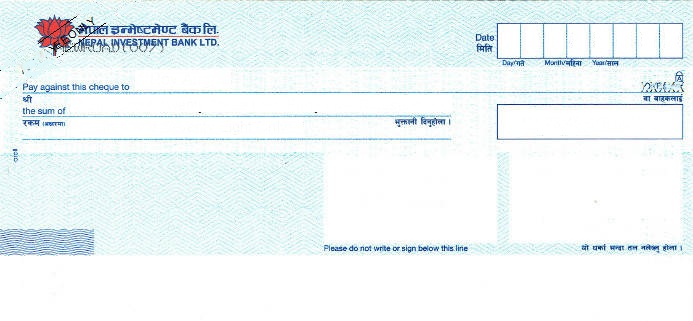 नेपाल इन्भेष्टमेण्ट बैंक लि.
NEPAL INVESTMENT BANK LTD.
Date
मिति
Day/गते Month/महिना Year/साल
Pay against this cheque to
श्री
वा वाहकलाई
the sum of
रकम (अक्षरमा) भुक्तानी दिनुहोला ।
Please do not write or sign below this line
यो धर्का भन्दा तल नलेख्नु होला ।